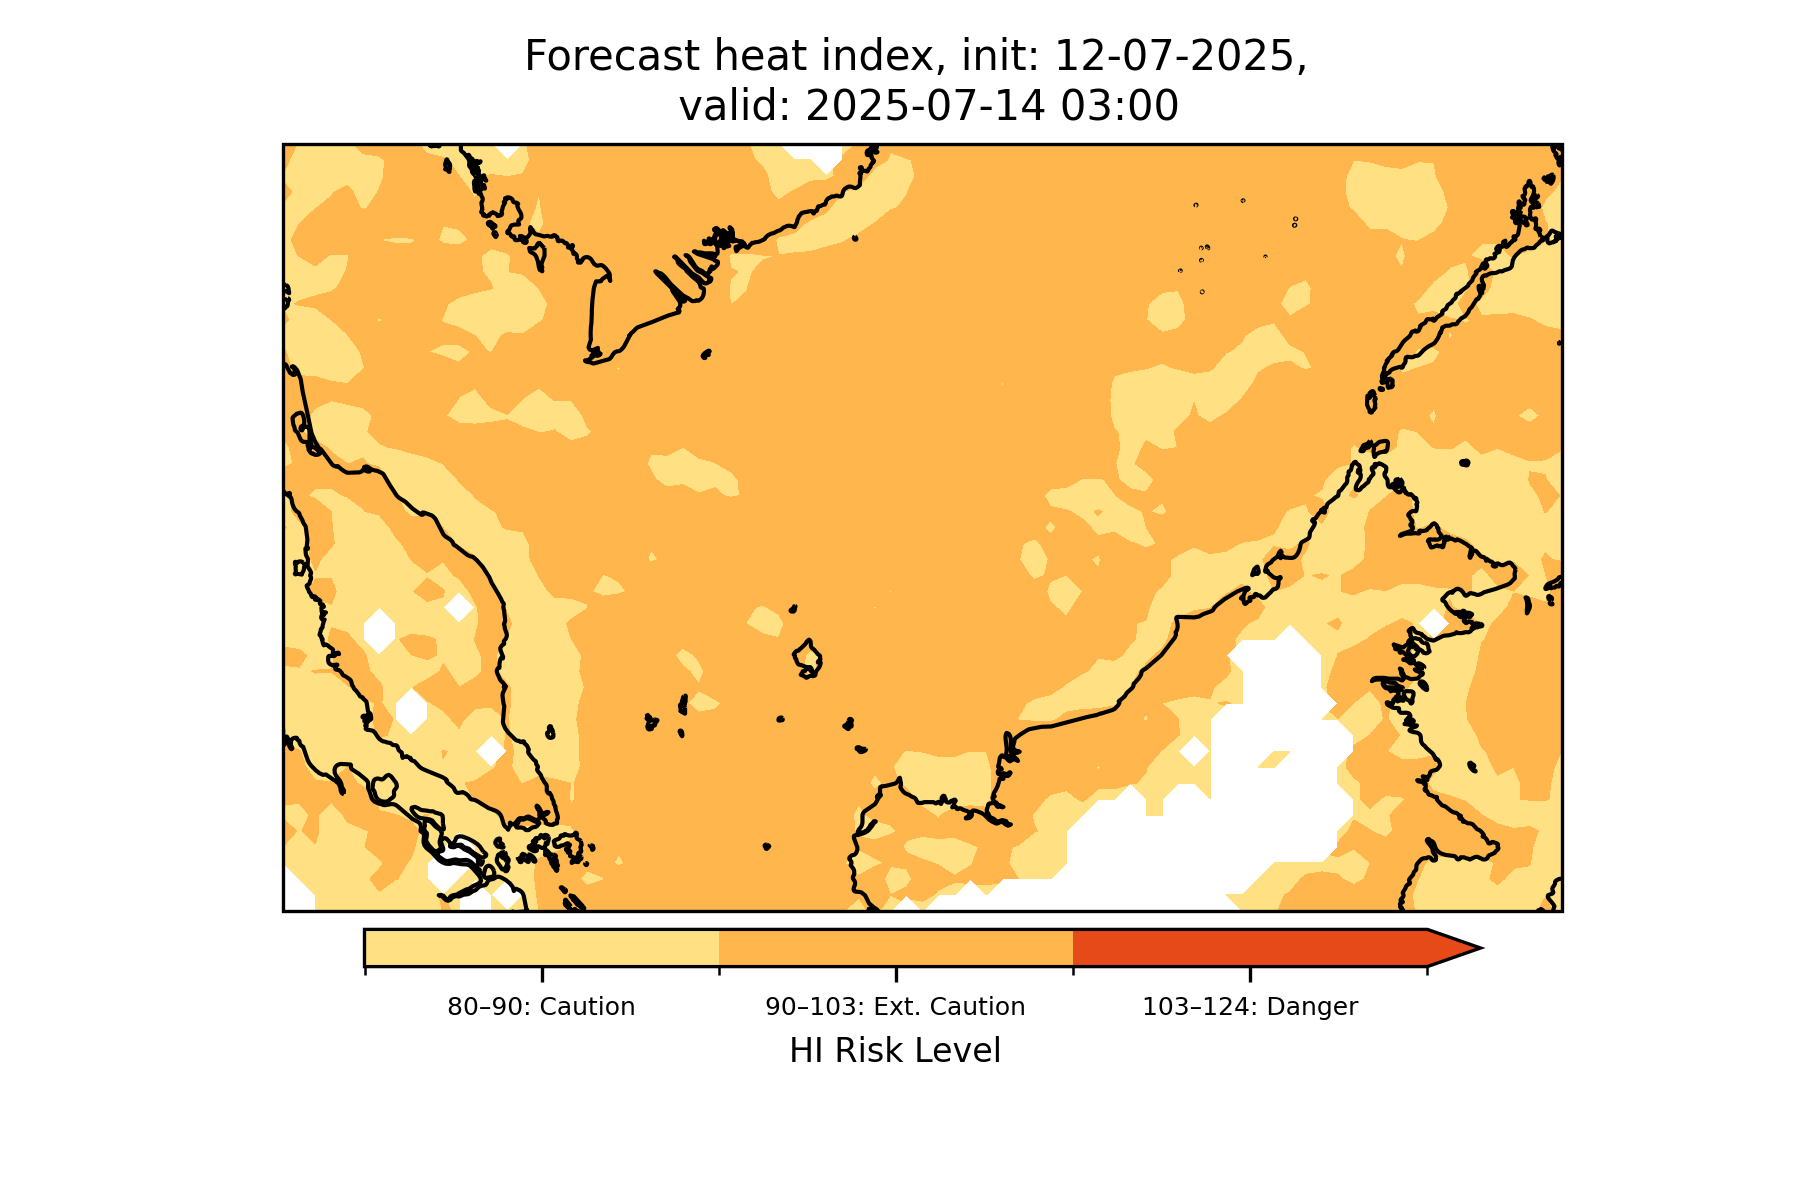 Forecast heat index, init: 12-07-2025,
valid: 2025-07-14 03:00
80–90: Caution
90–103: Ext. Caution
103–124: Danger
HI Risk Level